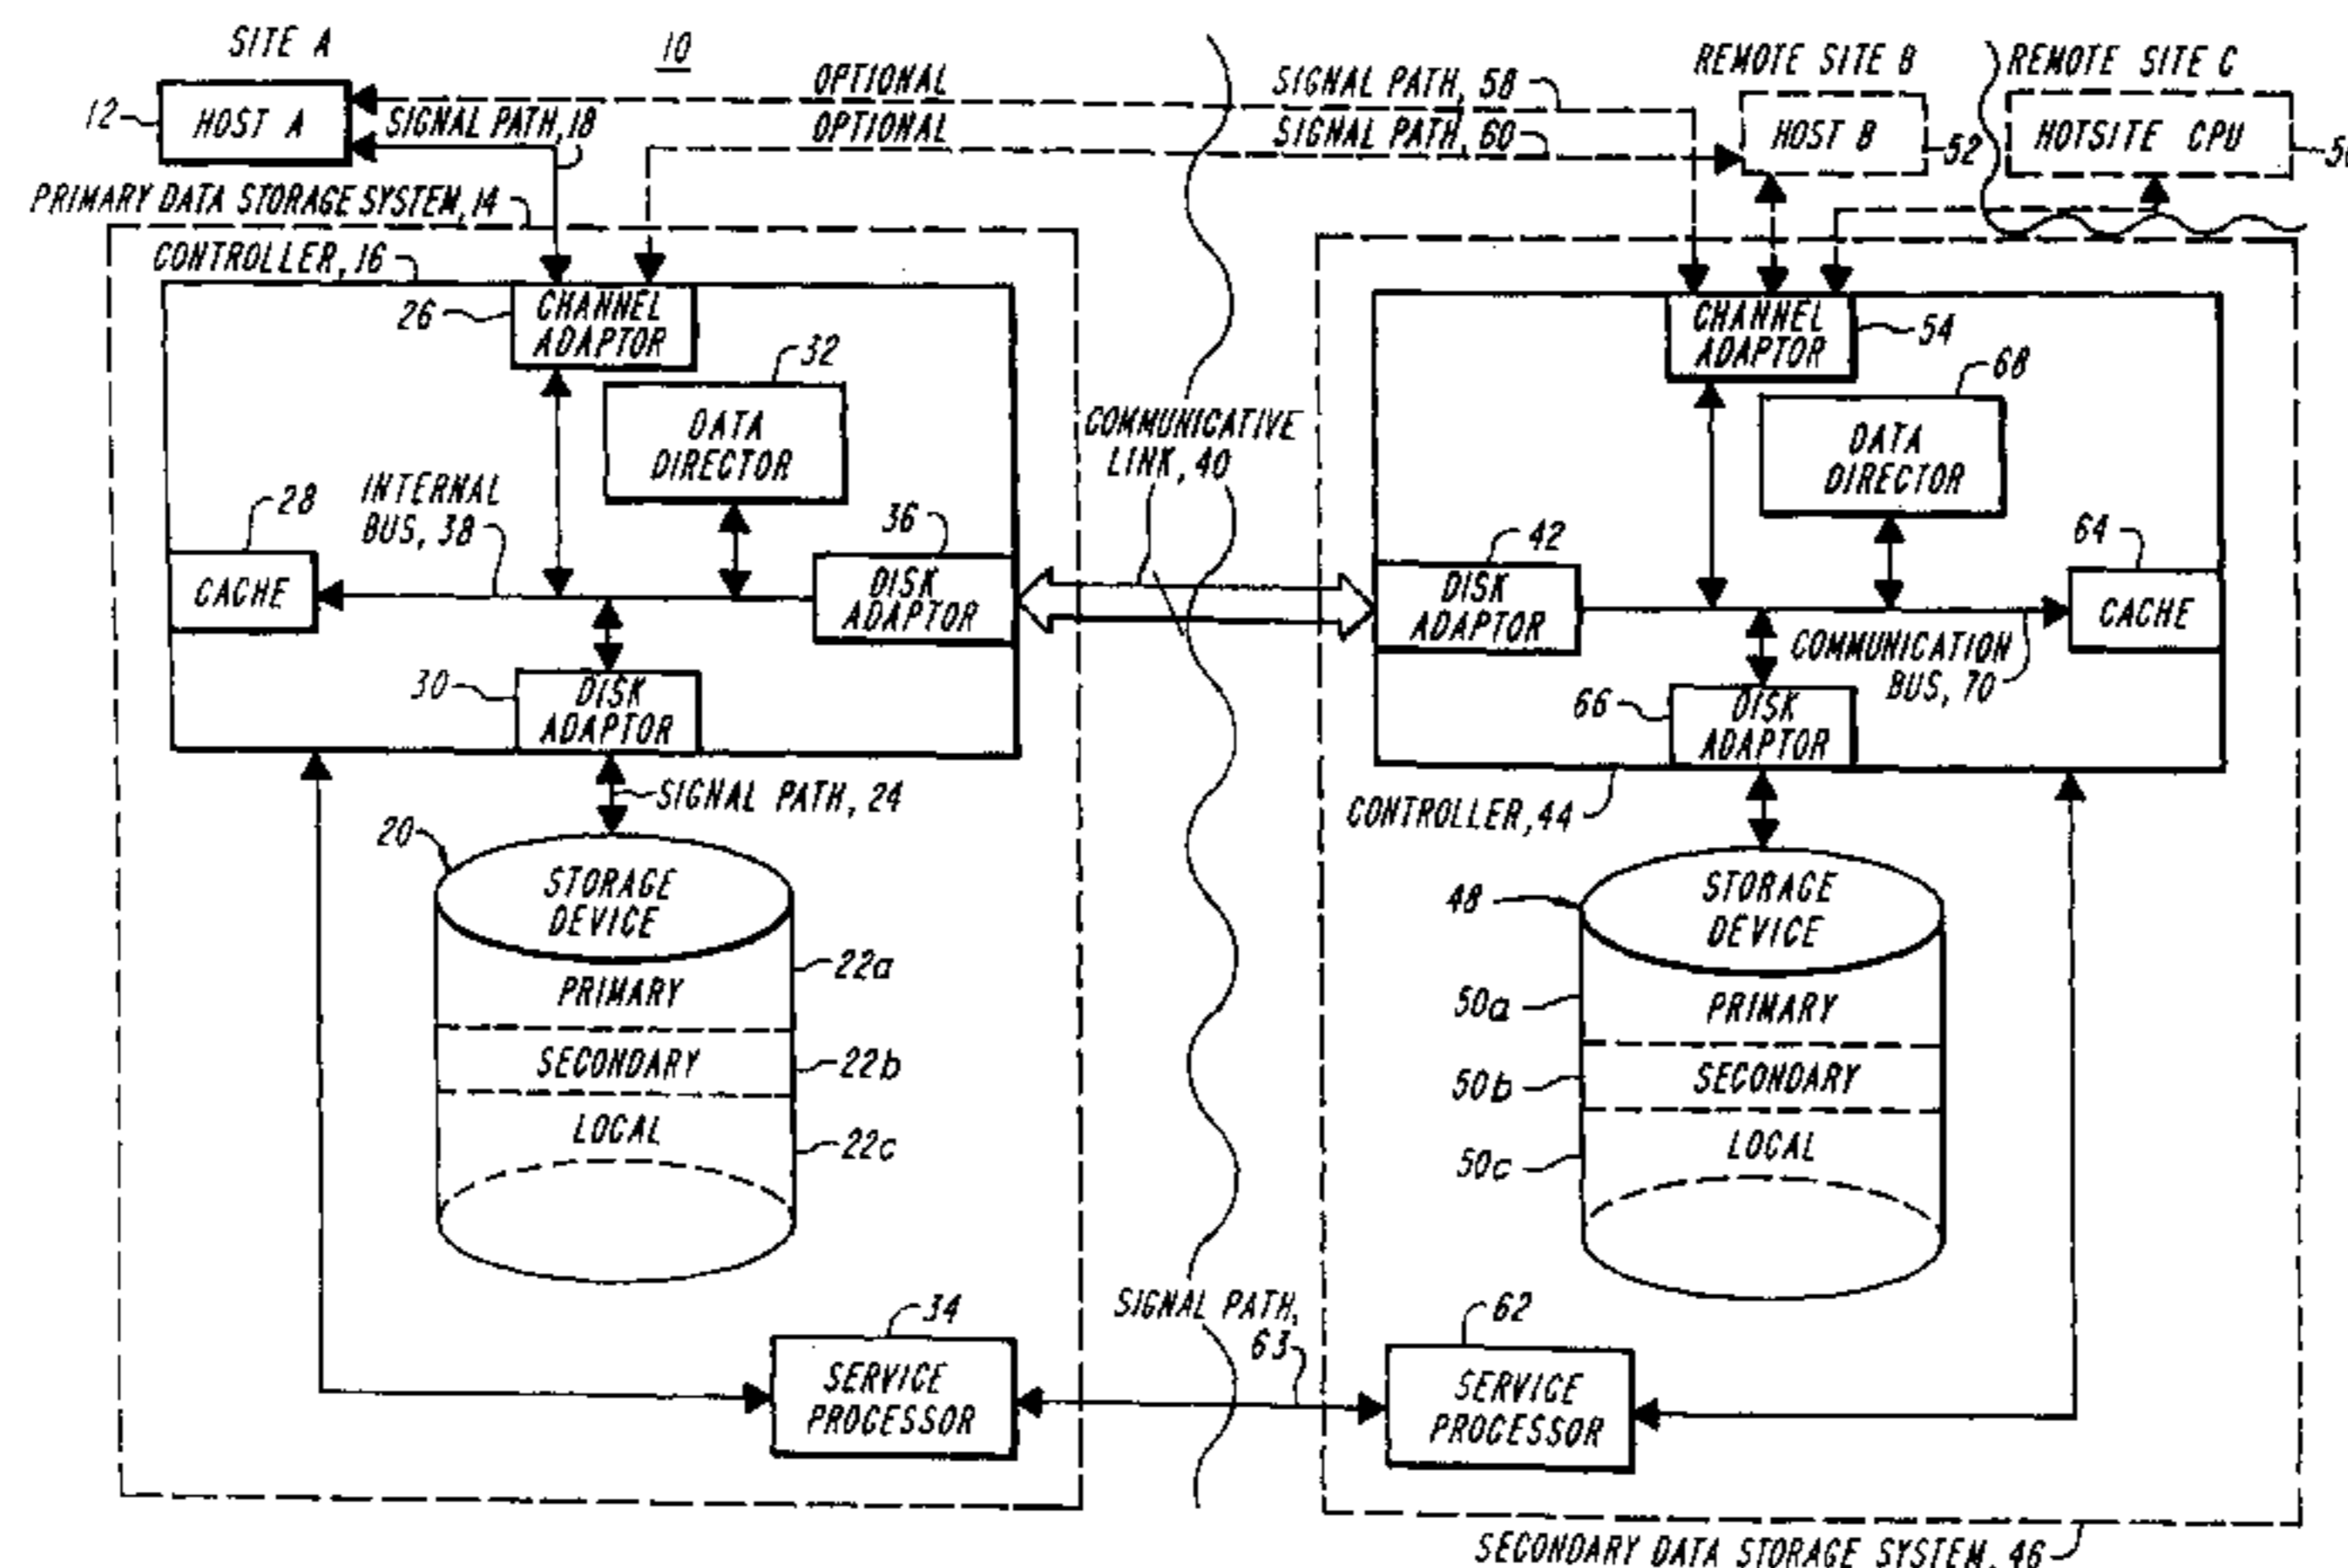 SITE A
10
OPTIONAL
SIGNAL PATH, 58
REMOTE SITE B
REMOTE SITE C
12
HOST A
SIGNAL PATH, 18
OPTIONAL
SIGNAL PATH, 60
HOST B
52
HOTSITE CPU
PRIMARY DATA STORAGE SYSTEM, 14
CONTROLLER, 16
26
CHANNEL
ADAPTOR
32
DATA
DIRECTOR
COMMUNICATIVE
LINK, 40
CHANNEL
ADAPTOR
54
68
DATA
DIRECTOR
28
CACHE
INTERNAL
BUS, 38
36
DISK
ADAPTOR
42
DISK
ADAPTOR
64
CACHE
COMMUNICATION
BUS, 70
30
DISK
ADAPTOR
66
DISK
ADAPTOR
SIGNAL PATH, 24
CONTROLLER, 44
20
STORAGE
DEVICE
22a
PRIMARY
SECONDARY
22b
LOCAL
22c
48
STORAGE
DEVICE
50a
PRIMARY
50b
SECONDARY
50c
LOCAL
34
SERVICE
PROCESSOR
SIGNAL PATH,
63
62
SERVICE
PROCESSOR
SECONDARY DATA STORAGE SYSTEM, 46